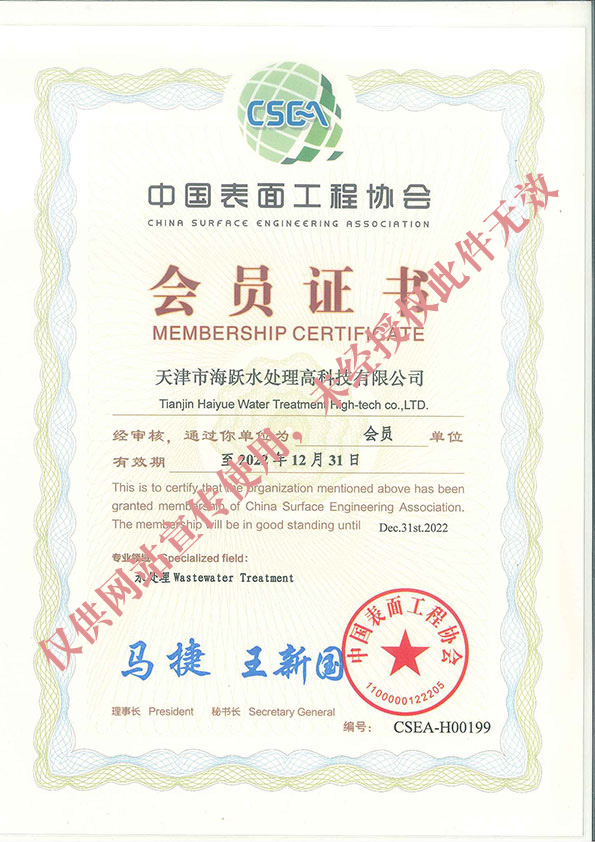 CSEA
中国表面工程协会
CHINA SURFACE ENGINEERING ASSOCIATION
会员证书
MEMBERSHIP CERTIFICATE
天津市海跃水处理高科技有限公司
Tianjin Haiyue Water Treatment High-tech co.,LTD.
经审核，通过你单位为 会员 单位
有效期 至 2022 年 12 月 31 日
This is to certify that the organization mentioned above has been
granted membership of China Surface Engineering Association.
The membership will be in good standing until Dec.31st.2022
专业领域 Specialized field:
水处理 Wastewater Treatment
马捷 王新国
理事长 President 秘书长 Secretary General
中国表面工程协会
1100000122205
编号: CSEA-H00199
仅供网站宣传使用，未经授权此件无效